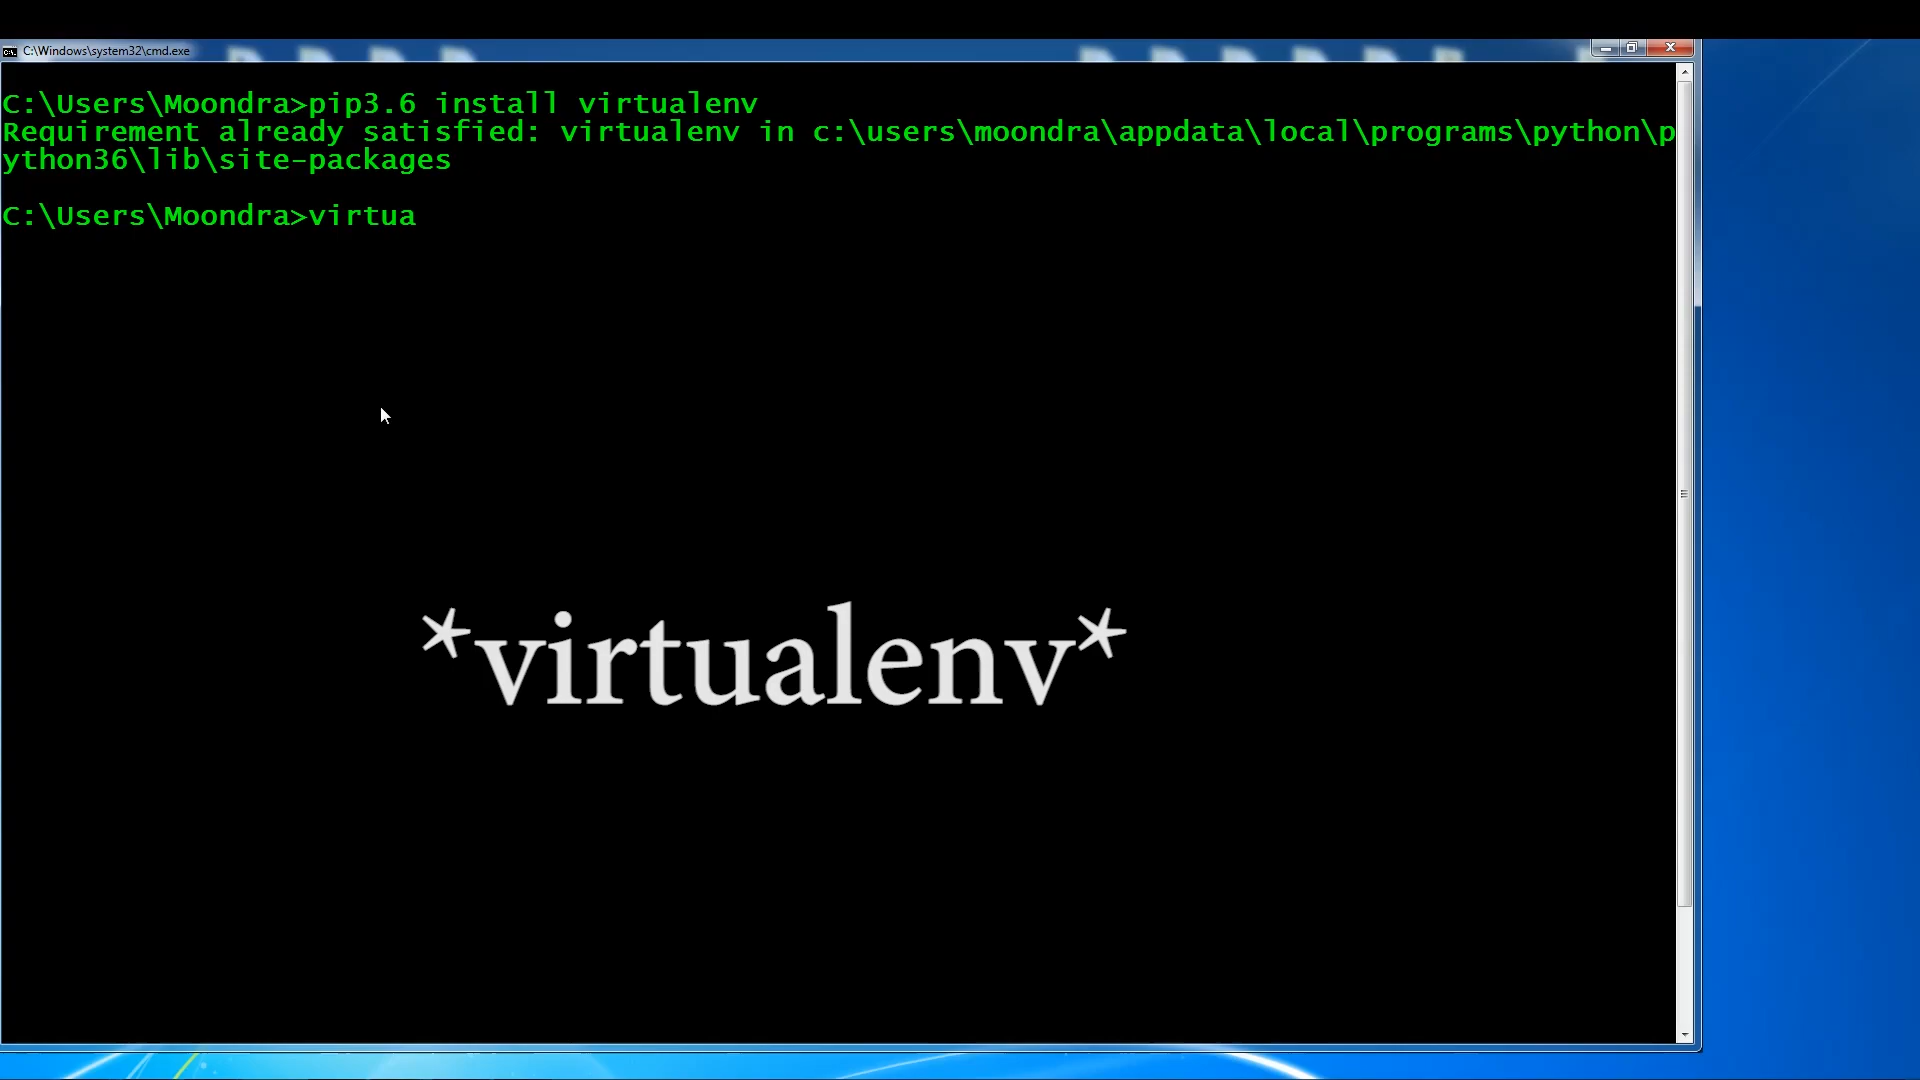 C:\Windows\system32\cmd.exe
C:\Users\Moondra>pip3.6 install virtualenv
Requirement already satisfied: virtualenv in c:\users\moondra\appdata\local\programs\python\p
ython36\lib\site-packages
C:\Users\Moondra>virtua
*virtualenv*